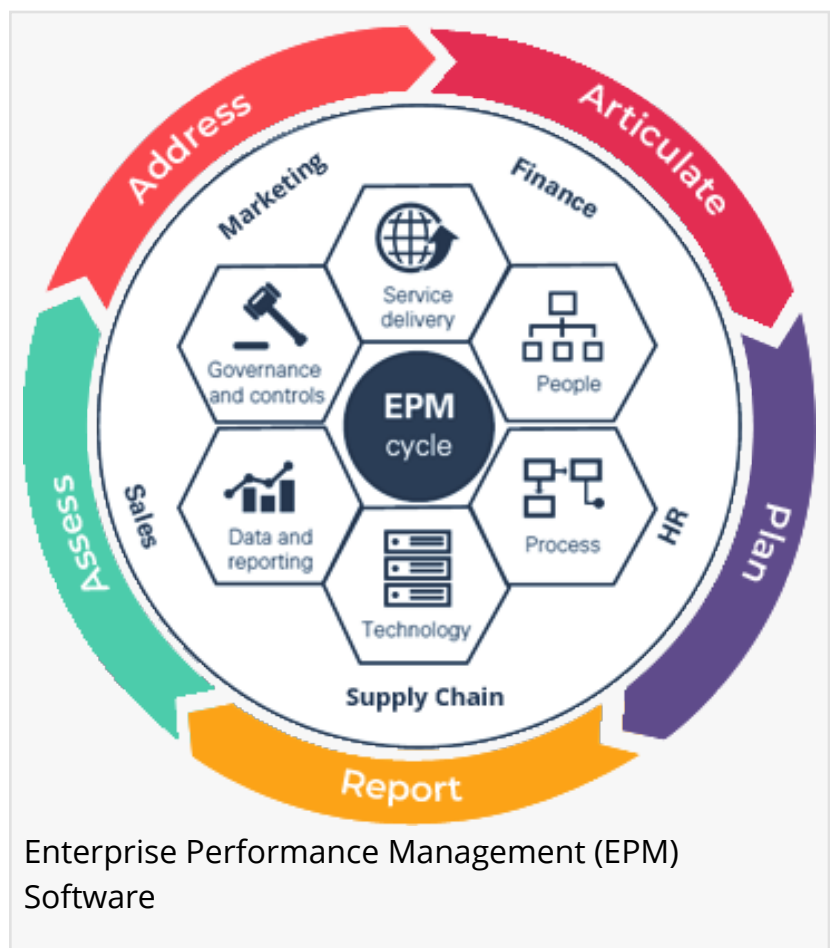 Address
Articulate
Marketing
Finance
Service
delivery
Governance
and controls
People
EPM
cycle
Assess
Sales
Data and
reporting
Process
HR
Plan
Technology
Supply Chain
Report
Enterprise Performance Management (EPM)
Software